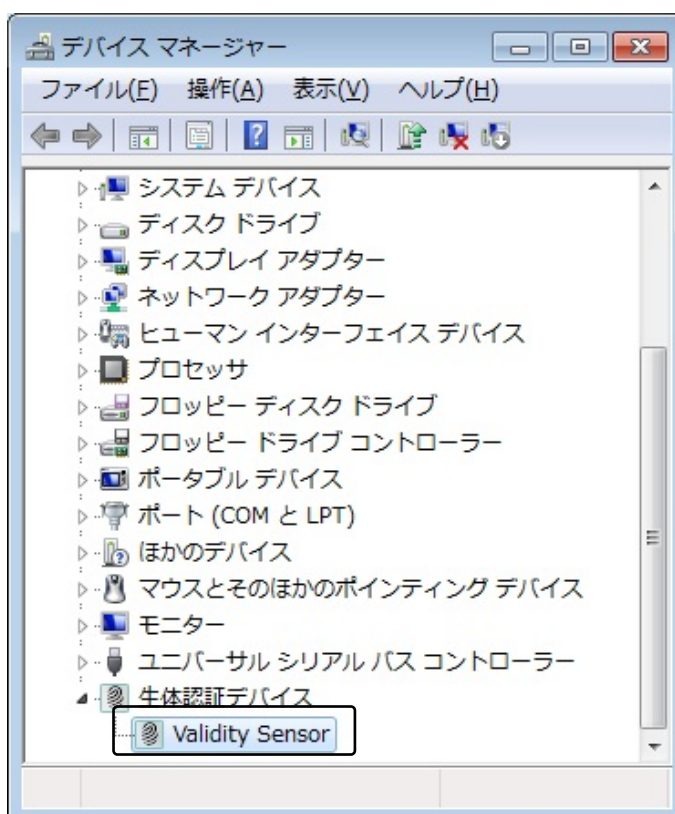 デバイス マネージャー
ファイル(F) 操作(A) 表示(V) ヘルプ(H)
システム デバイス
ディスク ドライブ
ディスプレイ アダプター
ネットワーク アダプター
ヒューマン インターフェイス デバイス
プロセッサ
フロッピー ディスク ドライブ
フロッピー ドライブ コントローラー
ポータブル デバイス
ポート (COM と LPT)
ほかのデバイス
マウスとそのほかのポインティング デバイス
モニター
ユニバーサル シリアル バス コントローラー
生体認証デバイス
Validity Sensor